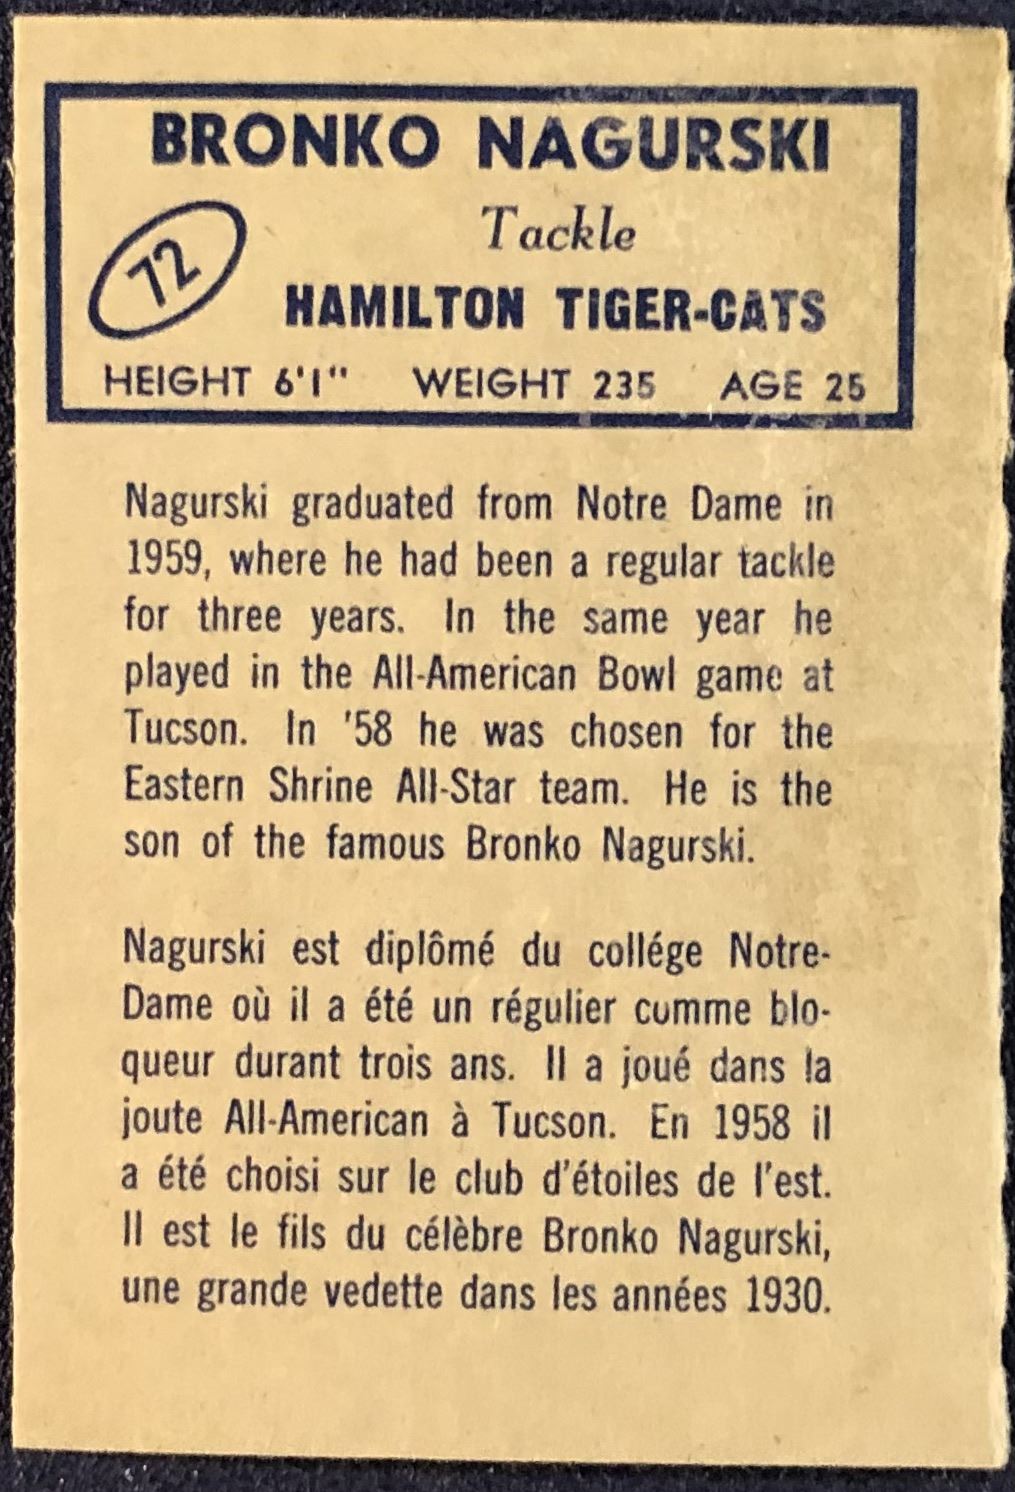 BRONKO NAGURSKI
Tackle
72
HAMILTON TIGER-CATS
HEIGHT 6'1" WEIGHT 235 AGE 25
Nagurski graduated from Notre Dame in
1959, where he had been a regular tackle
for three years. In the same year he
played in the All-American Bowl game at
Tucson. In '58 he was chosen for the
Eastern Shrine All-Star team. He is the
son of the famous Bronko Nagurski.
Nagurski est diplômé du collége Notre-
Dame où il a été un régulier comme blo-
queur durant trois ans. Il a joué dans la
joute All-American à Tucson. En 1958 il
a été choisi sur le club d'étoiles de l'est.
Il est le fils du célèbre Bronko Nagurski,
une grande vedette dans les années 1930.